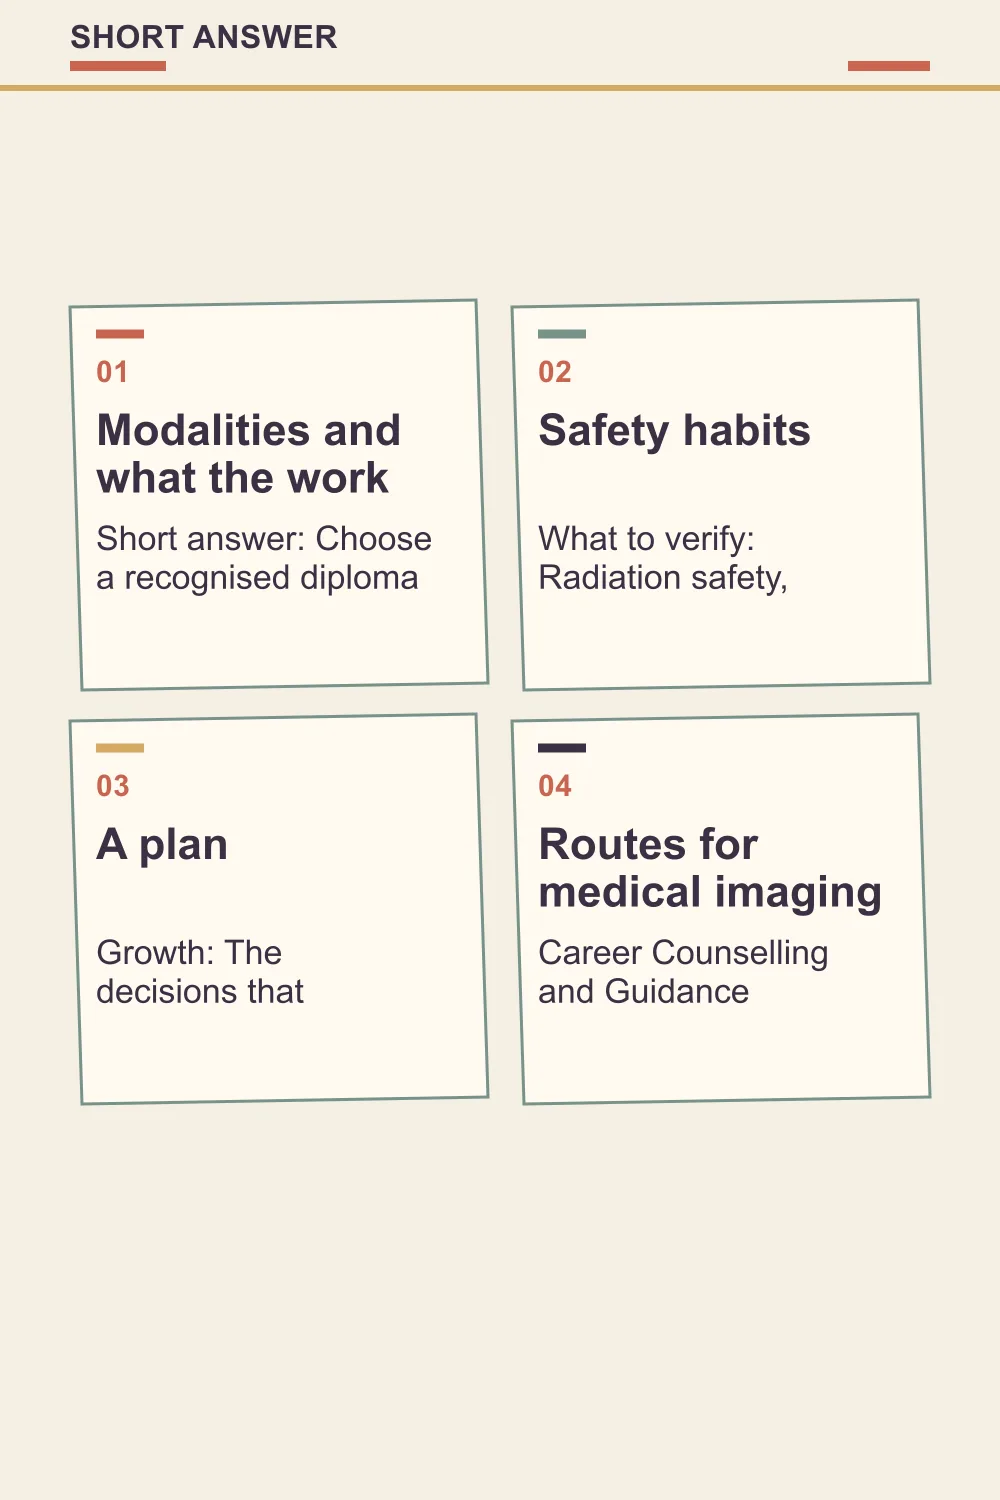 SHORT ANSWER
01
Modalities and
what the work
Short answer: Choose
a recognised diploma
02
Safety habits
What to verify:
Radiation safety,
03
A plan
Growth: The
decisions that
04
Routes for
medical imaging
Career Counselling
and Guidance